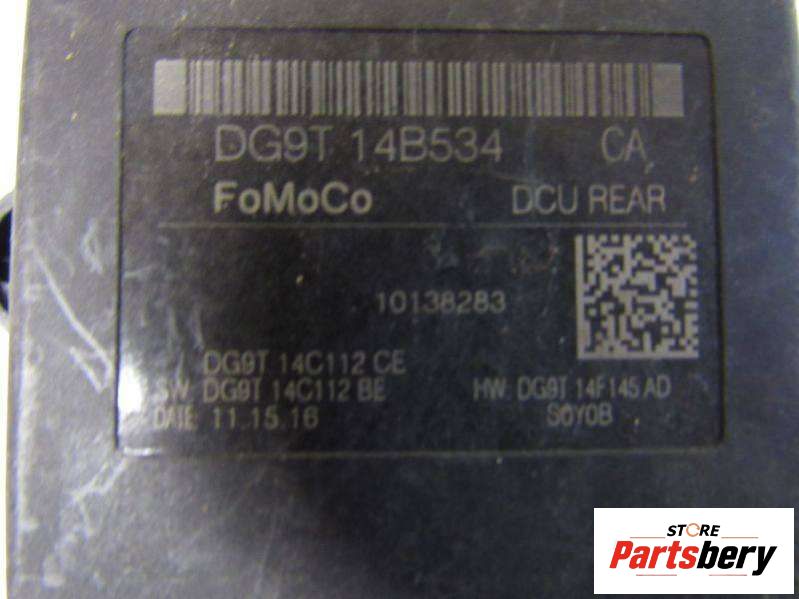 DG9T 14B534 CA
FoMoCo DCU REAR
10138283
DG9T 14C112 CE
SW: DG9T 14C112 BE HW: DG9T 14F145 AD
DATE: 11.15.16 S0Y0B
STORE
Partsbery